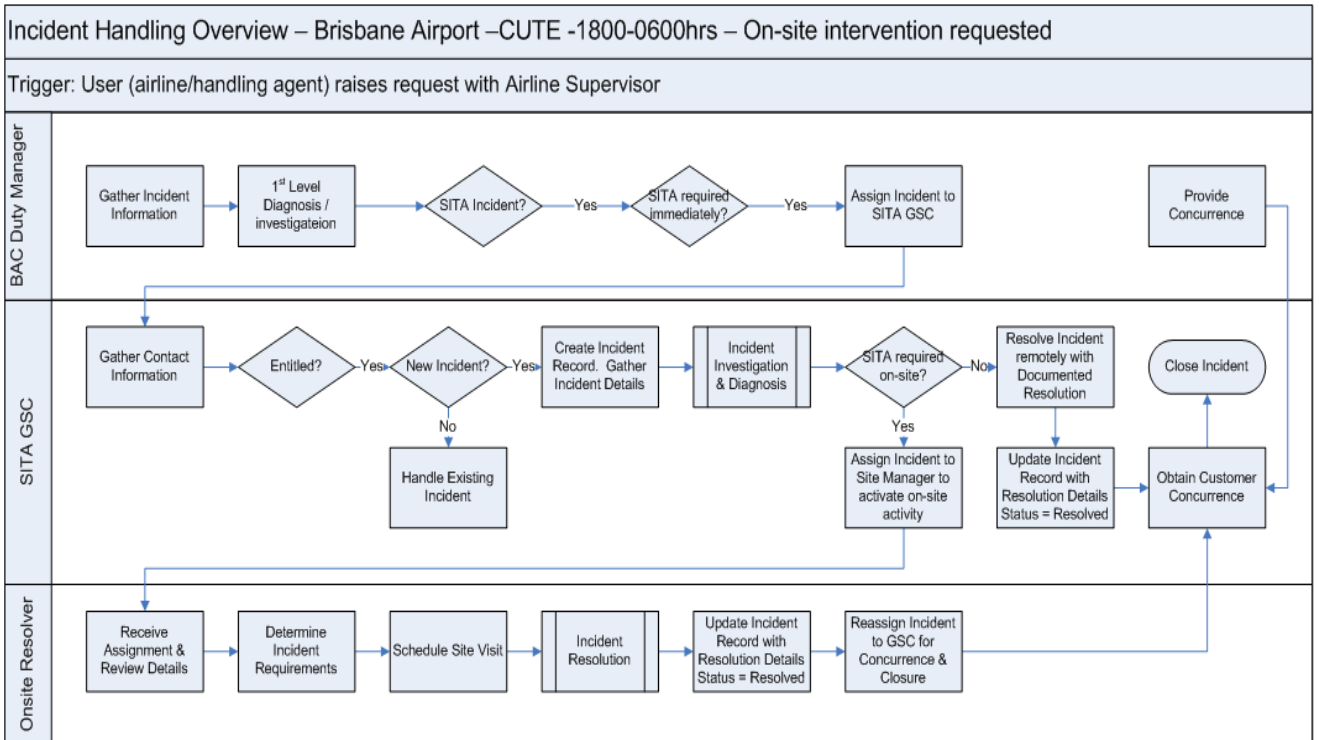 Incident Handling Overview – Brisbane Airport –CUTE -1800-0600hrs – On-site intervention requested
Trigger: User (airline/handling agent) raises request with Airline Supervisor
BAC Duty Manager
Gather Incident
Information
1st Level
Diagnosis /
investigateion
SITA Incident?
Yes
SITA required
immediately?
Yes
Assign Incident to
SITA GSC
Provide
Concurrence
SITA GSC
Gather Contact
Information
Entitled?
Yes
New Incident?
Yes
No
Handle Existing
Incident
Create Incident
Record. Gather
Incident Details
Incident
Investigation
& Diagnosis
SITA required
on-site?
No
Yes
Resolve Incident
remotely with
Documented
Resolution
Close Incident
Assign Incident to
Site Manager to
activate on-site
activity
Update Incident
Record with
Resolution Details
Status = Resolved
Obtain Customer
Concurrence
Onsite Resolver
Receive
Assignment &
Review Details
Determine
Incident
Requirements
Schedule Site Visit
Incident
Resolution
Update Incident
Record with
Resolution Details
Status = Resolved
Reassign Incident
to GSC for
Concurrence &
Closure